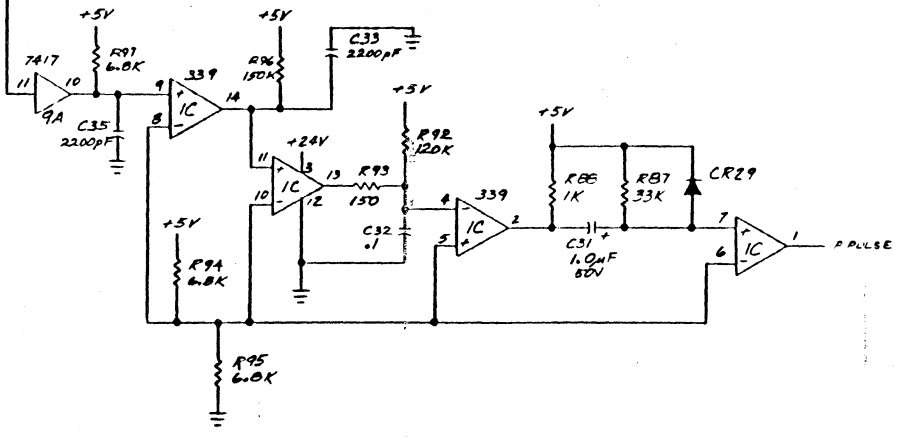 +5V
+5V
7417
R97
6.8K
11
10
9A
C35
2200pF
9
8
339
+
IC
-
14
R96
150K
C33
2200pF
+5V
R92
120K
+24V
3
11
+
IC
-
10
12
13
R93
150
C32
.1
+5V
R94
6.8K
R95
6.8K
4
5
339
-
IC
+
2
+5V
R88
1K
R87
33K
CR29
C31
+
1.0µF
50V
7
6
+
IC
-
1
P PULSE